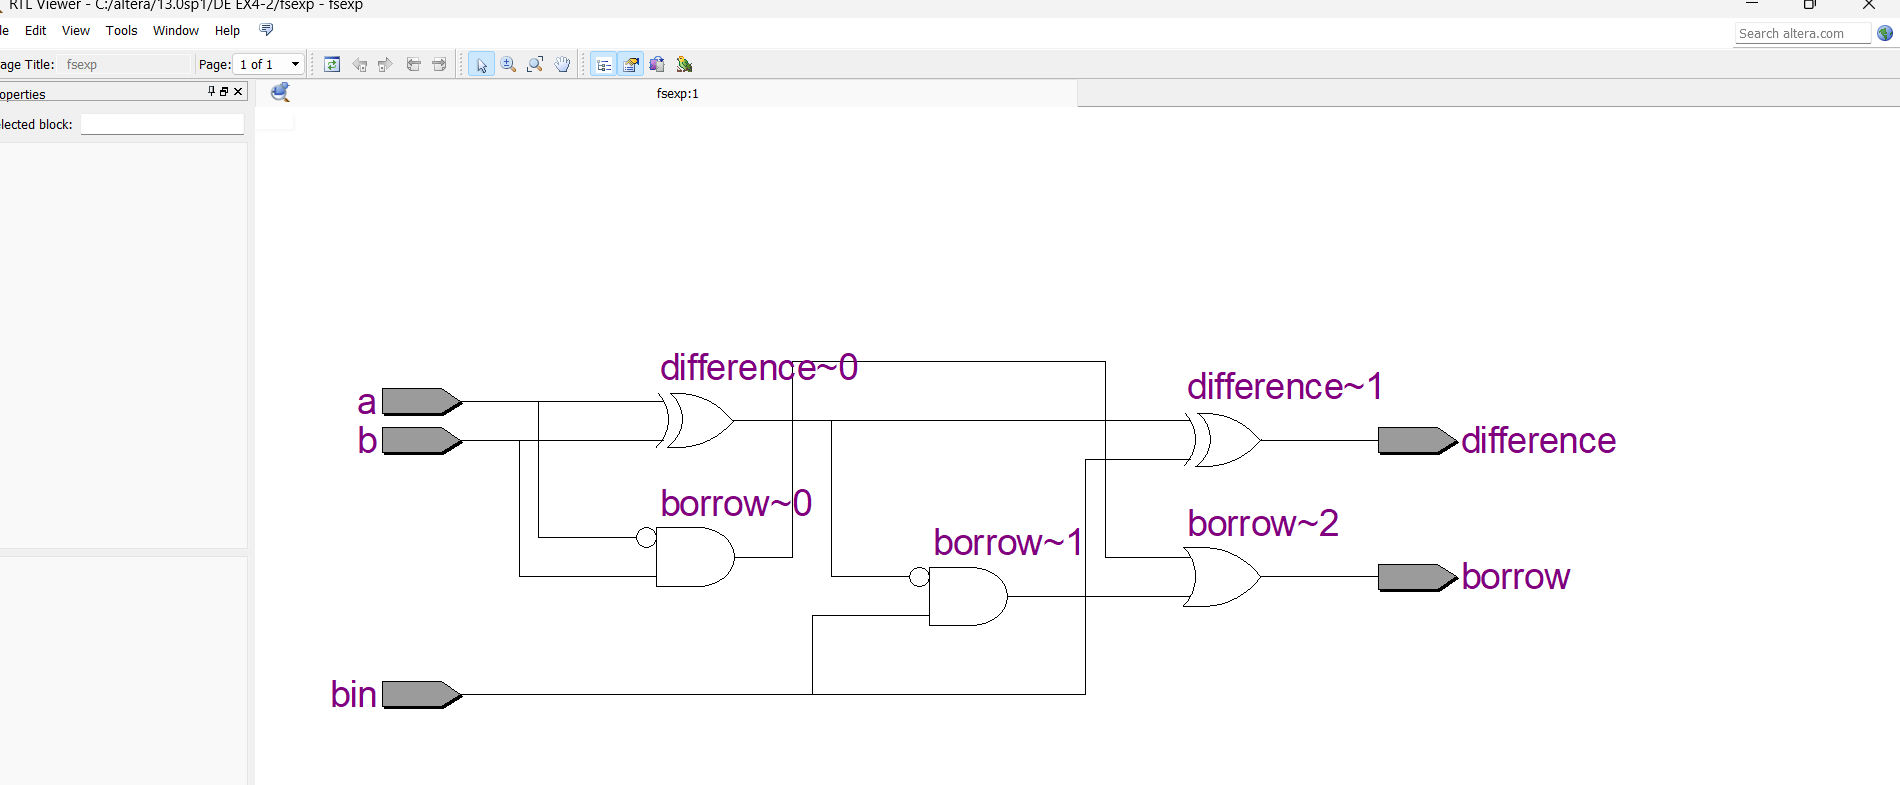 RTL Viewer - C:/altera/13.0sp1/DE EX4-2/fsexp - fsexp
le Edit View Tools Window Help
Search altera.com
age Title: fsexp Page: 1 of 1
operties
fsexp:1
elected block:
difference~0
difference~1
a
b
difference
borrow~0
borrow~2
borrow~1
borrow
bin